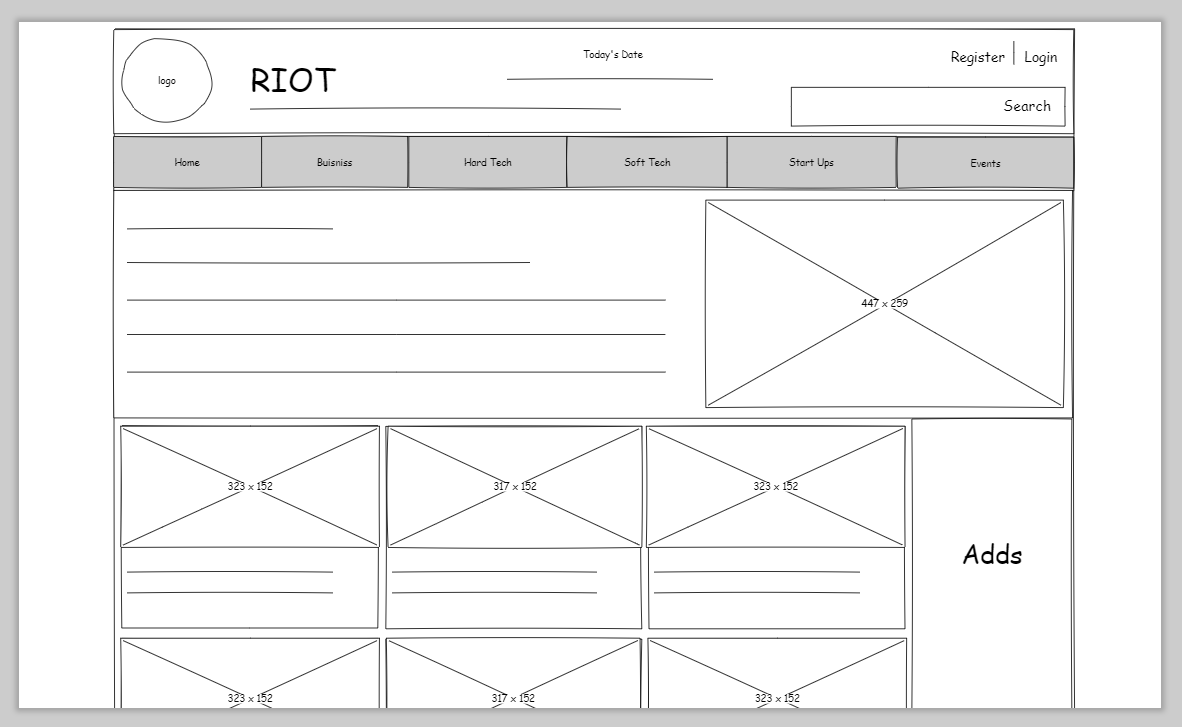 logo
RIOT
Today's Date
Register Login
Search
Home Buisniss Hard Tech Soft Tech Start Ups Events
447 x 259
323 x 152 317 x 152 323 x 152
Adds
323 x 152 317 x 152 323 x 152